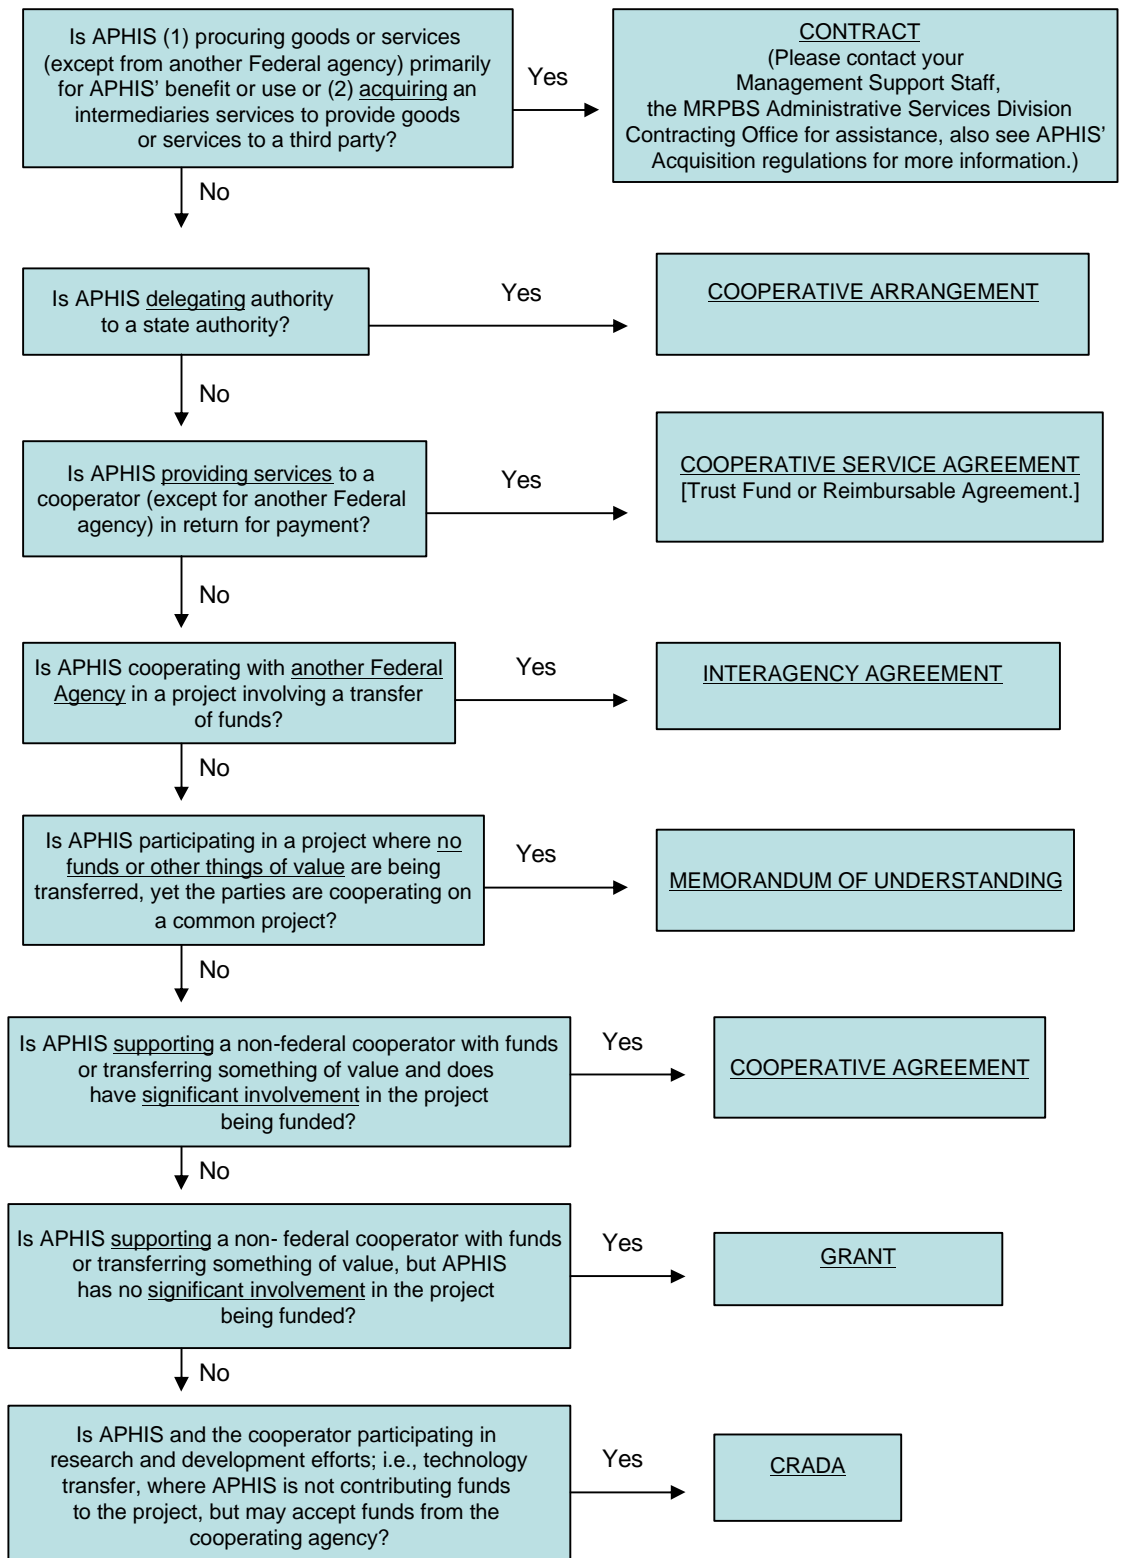 Is APHIS (1) procuring goods or services
(except from another Federal agency) primarily
for APHIS' benefit or use or (2) acquiring an
intermediaries services to provide goods
or services to a third party?
Yes
CONTRACT
(Please contact your
Management Support Staff,
the MRPBS Administrative Services Division
Contracting Office for assistance, also see APHIS'
Acquisition regulations for more information.)
No
Is APHIS delegating authority
to a state authority?
Yes
COOPERATIVE ARRANGEMENT
No
Is APHIS providing services to a
cooperator (except for another Federal
agency) in return for payment?
Yes
COOPERATIVE SERVICE AGREEMENT
[Trust Fund or Reimbursable Agreement.]
No
Is APHIS cooperating with another Federal
Agency in a project involving a transfer
of funds?
Yes
INTERAGENCY AGREEMENT
No
Is APHIS participating in a project where no
funds or other things of value are being
transferred, yet the parties are cooperating on
a common project?
Yes
MEMORANDUM OF UNDERSTANDING
No
Is APHIS supporting a non-federal cooperator with funds
or transferring something of value and does
have significant involvement in the project
being funded?
Yes
COOPERATIVE AGREEMENT
No
Is APHIS supporting a non- federal cooperator with funds
or transferring something of value, but APHIS
has no significant involvement in the project
being funded?
Yes
GRANT
No
Is APHIS and the cooperator participating in
research and development efforts; i.e., technology
transfer, where APHIS is not contributing funds
to the project, but may accept funds from the
cooperating agency?
Yes
CRADA